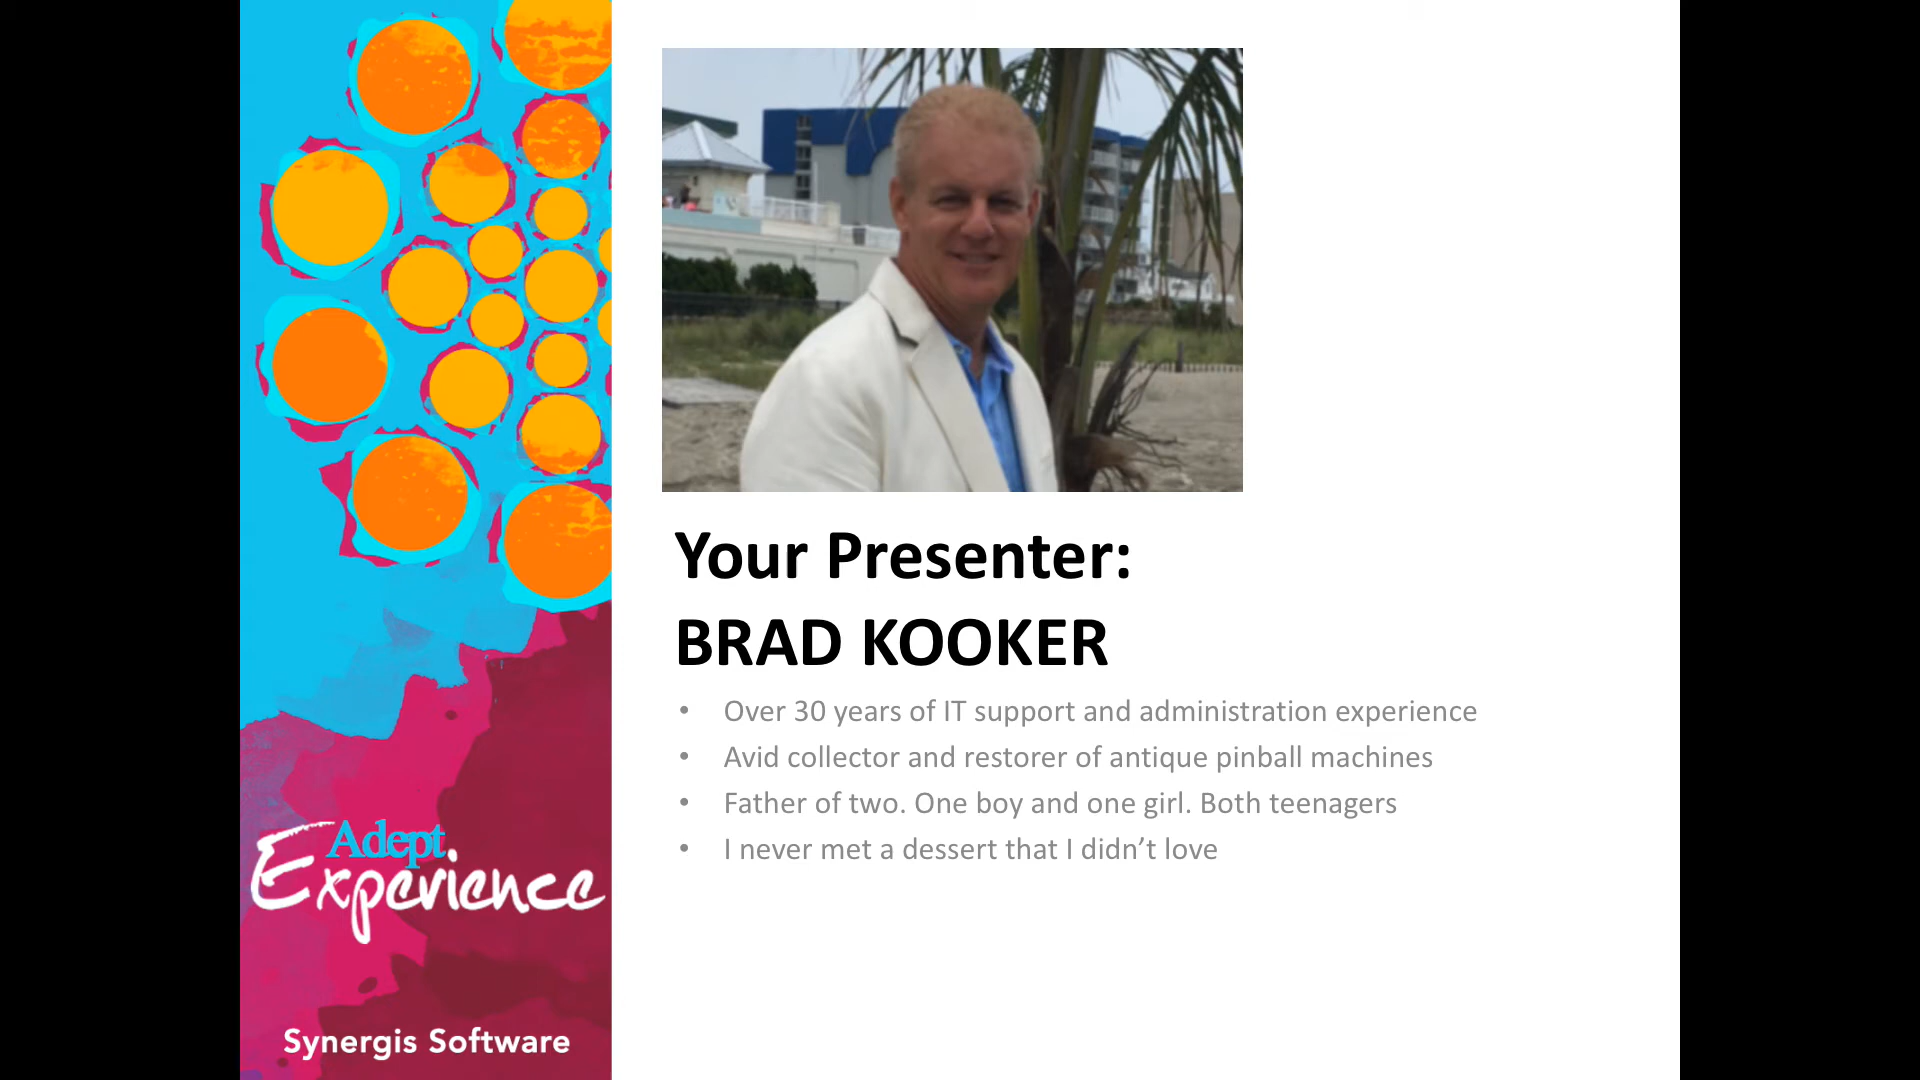 Your Presenter:
BRAD KOOKER
• Over 30 years of IT support and administration experience
• Avid collector and restorer of antique pinball machines
• Father of two. One boy and one girl. Both teenagers
• I never met a dessert that I didn’t love
Adept
Experience
Synergis Software